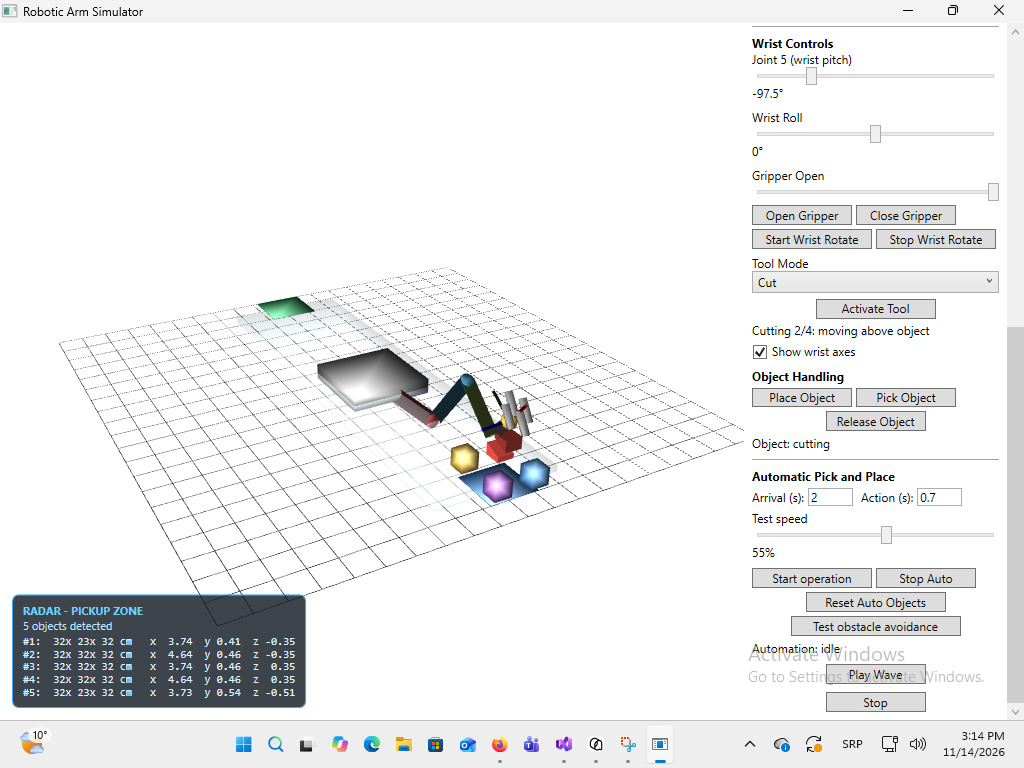 Robotic Arm Simulator
Wrist Controls
Joint 5 (wrist pitch)
-97.5°
Wrist Roll
0°
Gripper Open
Open Gripper Close Gripper
Start Wrist Rotate Stop Wrist Rotate
Tool Mode
Cut
Activate Tool
Cutting 2/4: moving above object
Show wrist axes
Object Handling
Place Object Pick Object
Release Object
Object: cutting
Automatic Pick and Place
Arrival (s): 2 Action (s): 0.7
Test speed
55%
Start operation Stop Auto
Reset Auto Objects
Test obstacle avoidance
Automation: idle
Play Wave
Stop
Activate Windows
Go to Settings to activate Windows.
RADAR - PICKUP ZONE
5 objects detected
#1: 32x 23x 32 cm x 3.74 y 0.41 z -0.35
#2: 32x 32x 32 cm x 4.64 y 0.46 z -0.35
#3: 32x 32x 32 cm x 3.74 y 0.46 z 0.35
#4: 32x 32x 32 cm x 4.64 y 0.46 z 0.35
#5: 32x 23x 32 cm x 3.73 y 0.54 z -0.51
10°
SRP
3:14 PM
11/14/2026